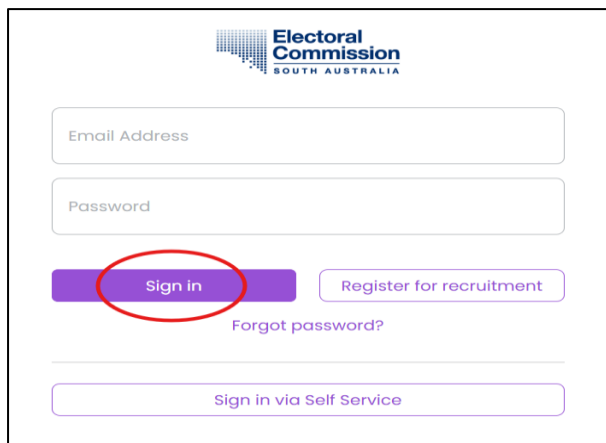 Electoral
Commission
SOUTH AUSTRALIA
Email Address
Password
Sign in
Register for recruitment
Forgot password?
Sign in via Self Service